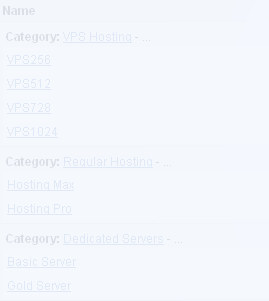 Name
Category: VPS Hosting - ...
VPS256
VPS512
VPS728
VPS1024
Category: Regular Hosting - ..
Hosting Max
Hosting Pro
Category: Dedicated Servers - ...
Basic Server
Gold Server